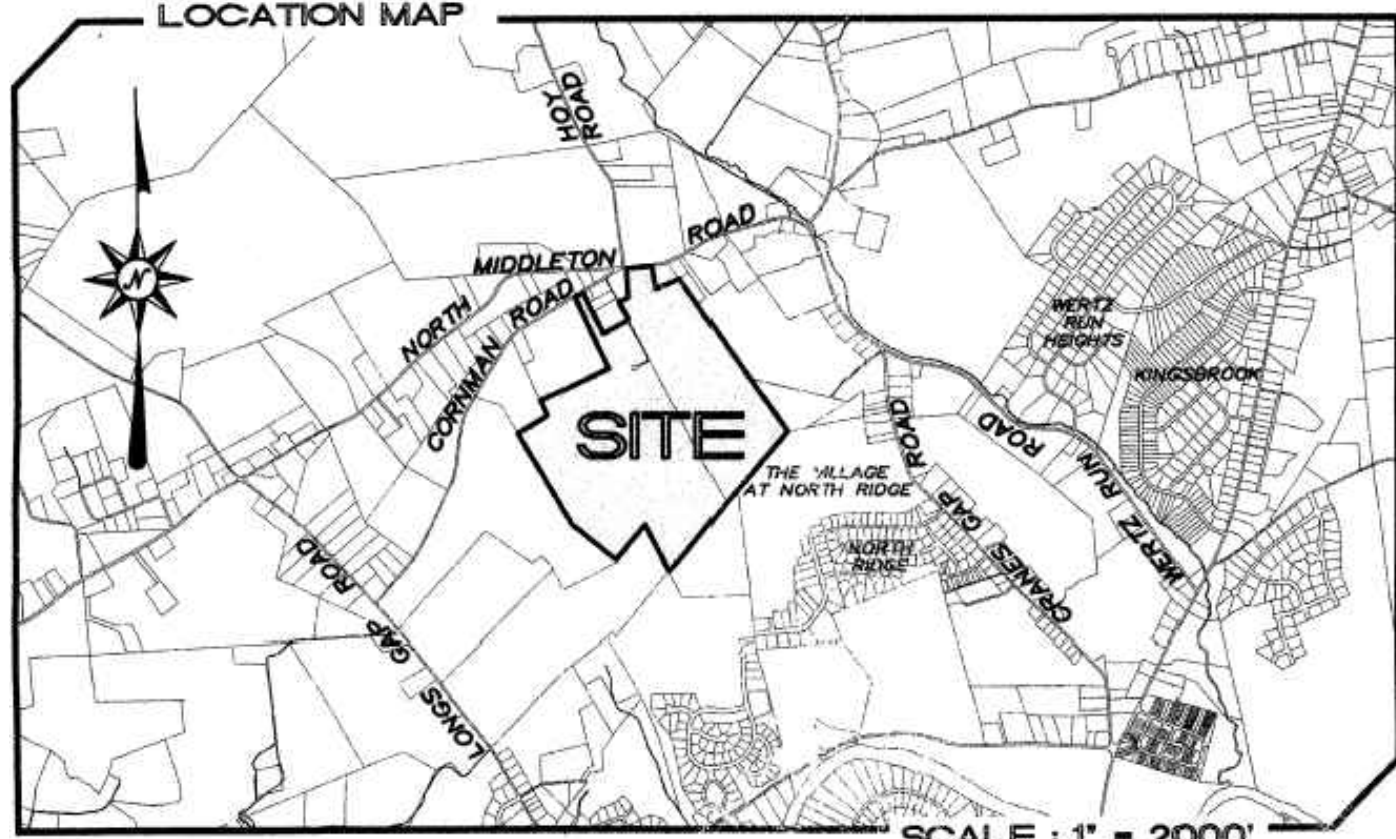 LOCATION MAP
HOY
ROAD
NORTH MIDDLETON ROAD
CORNMAN ROAD
SITE
N
WERTZ
RUN
HEIGHTS
KINGSBROOK
THE VILLAGE
AT NORTH RIDGE
NORTH
RIDGE
CRANES GAP ROAD
WERTZ RUN ROAD
LONGS GAP ROAD
SCALE : 1" = 2000'